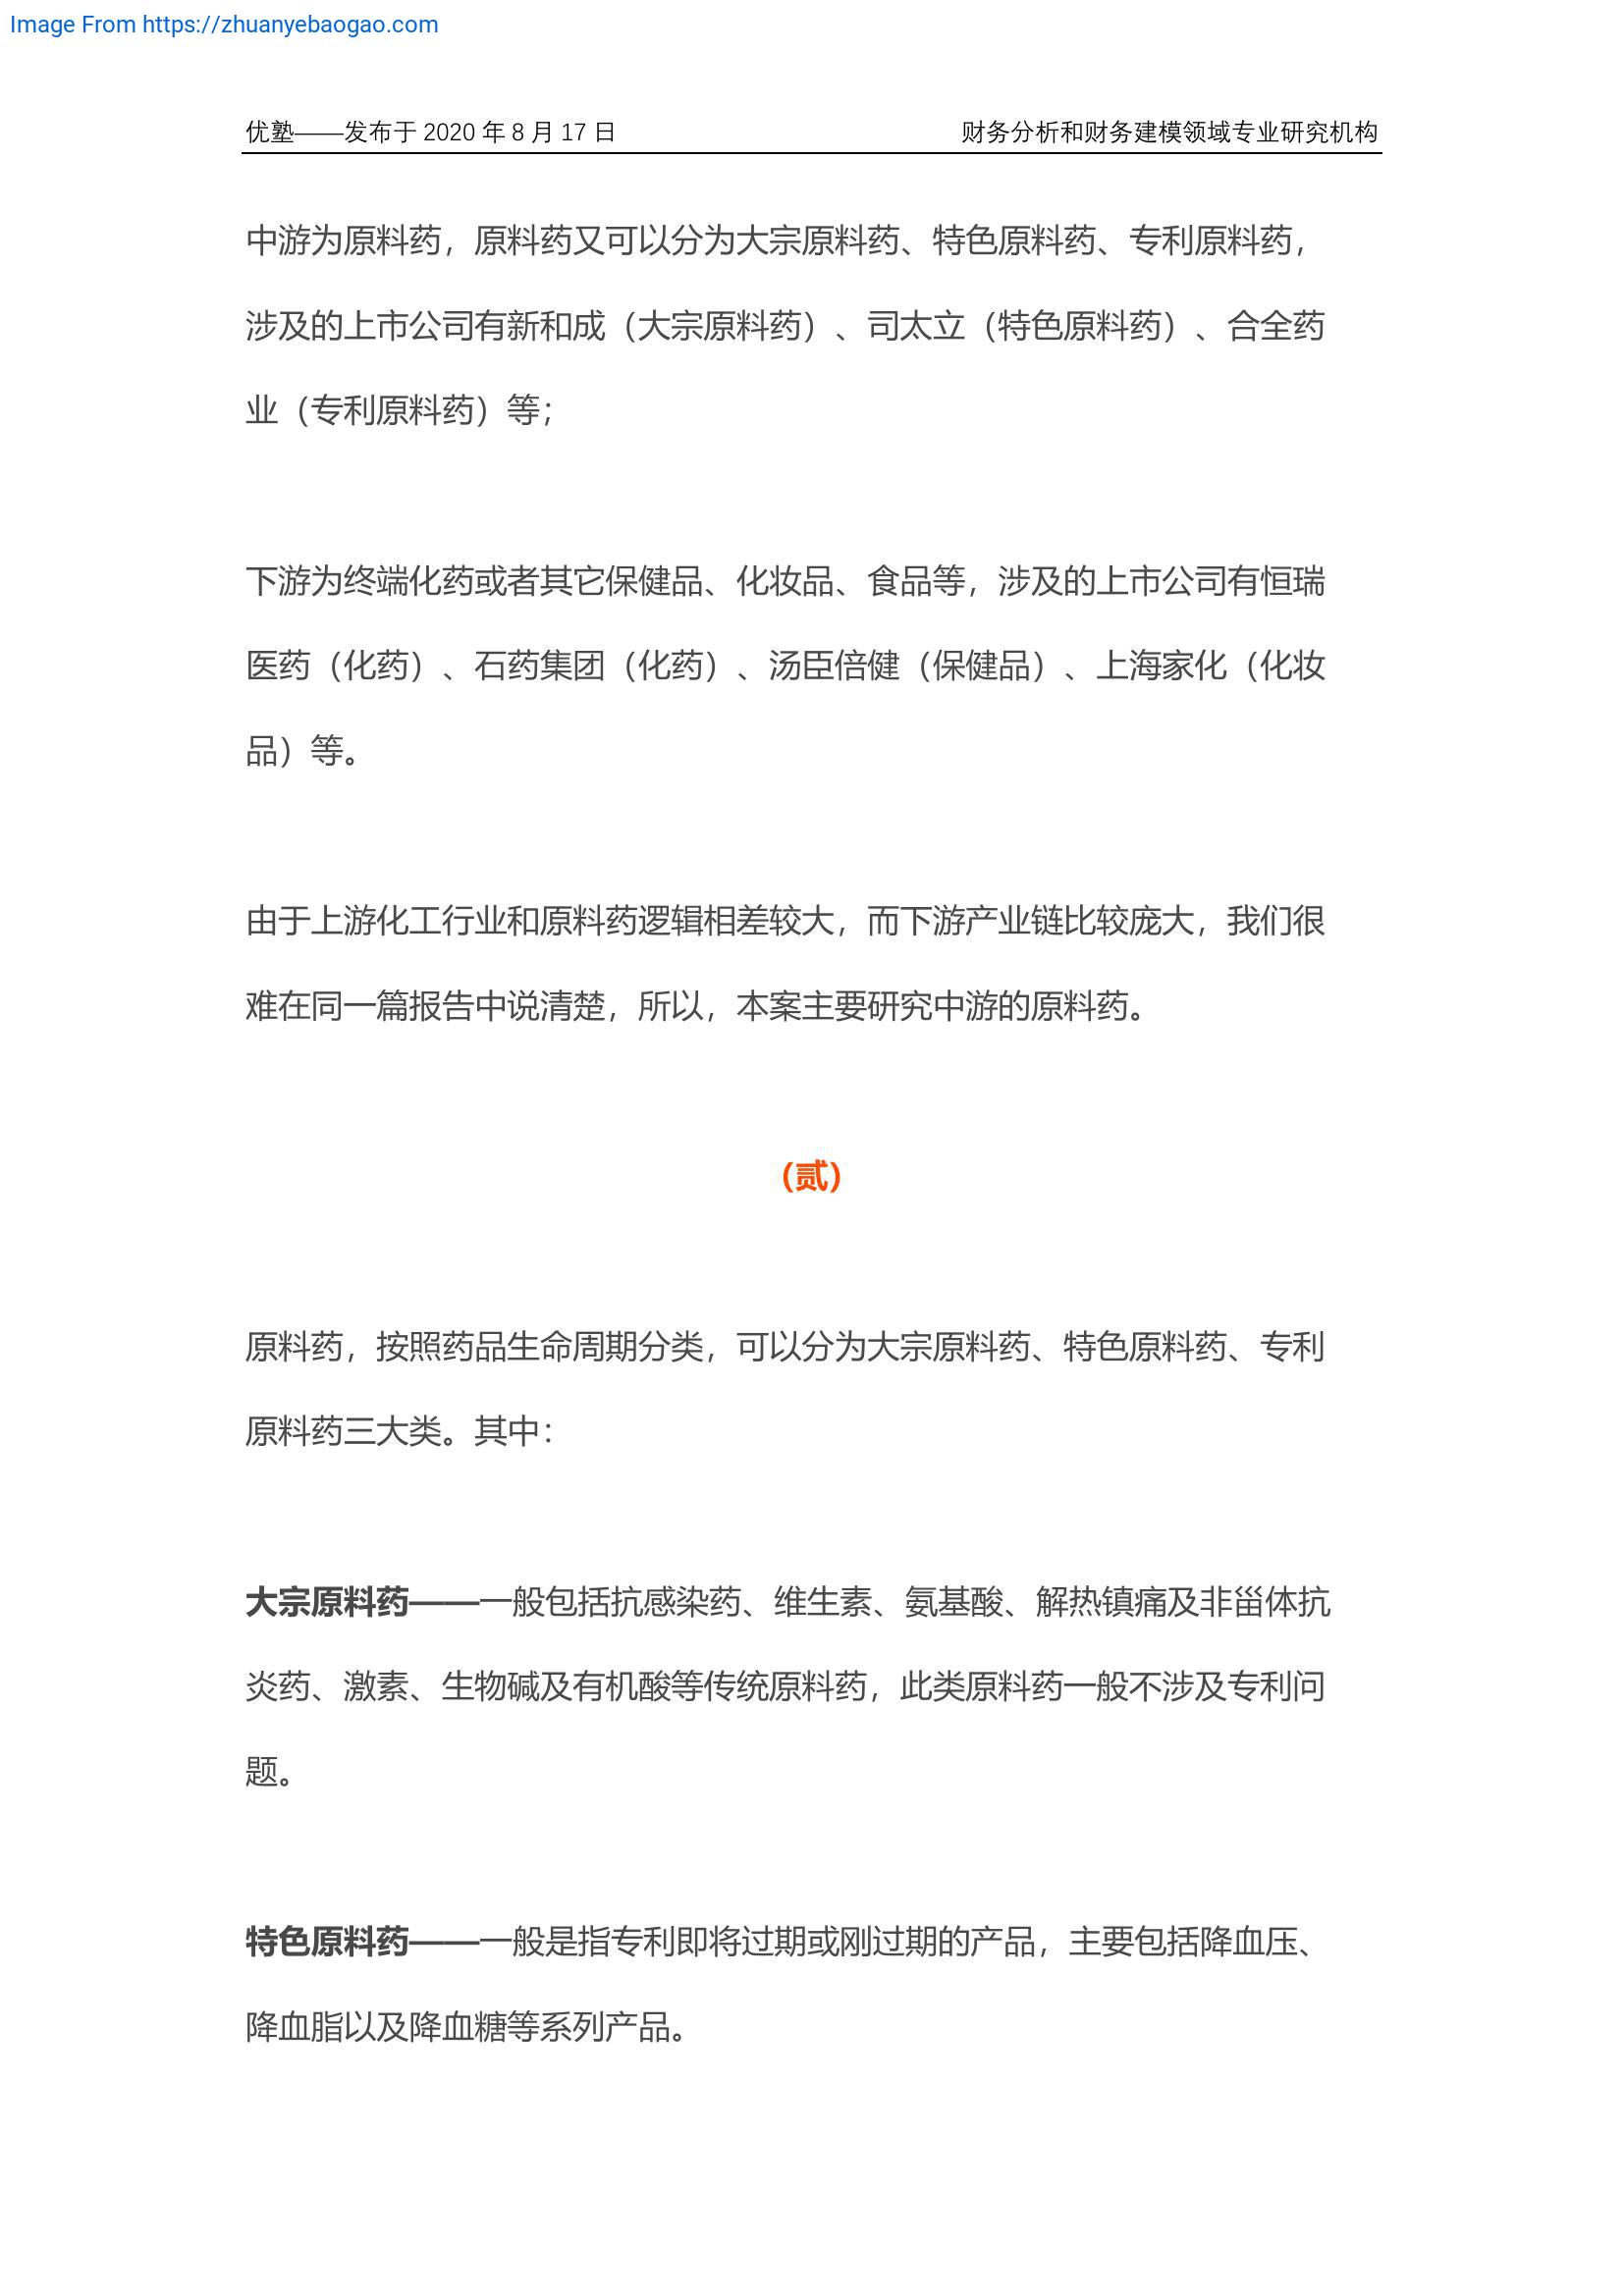 Image From https://zhuanyebaogao.com
优塾——发布于 2020 年 8 月 17 日 财务分析和财务建模领域专业研究机构
中游为原料药，原料药又可以分为大宗原料药、特色原料药、专利原料药，
涉及的上市公司有新和成（大宗原料药）、司太立（特色原料药）、合全药
业（专利原料药）等；
下游为终端化药或者其它保健品、化妆品、食品等，涉及的上市公司有恒瑞
医药（化药）、石药集团（化药）、汤臣倍健（保健品）、上海家化（化妆
品）等。
由于上游化工行业和原料药逻辑相差较大，而下游产业链比较庞大，我们很
难在同一篇报告中说清楚，所以，本案主要研究中游的原料药。
（贰）
原料药，按照药品生命周期分类，可以分为大宗原料药、特色原料药、专利
原料药三大类。其中：
大宗原料药——一般包括抗感染药、维生素、氨基酸、解热镇痛及非甾体抗
炎药、激素、生物碱及有机酸等传统原料药，此类原料药一般不涉及专利问
题。
特色原料药——一般是指专利即将过期或刚过期的产品，主要包括降血压、
降血脂以及降血糖等系列产品。